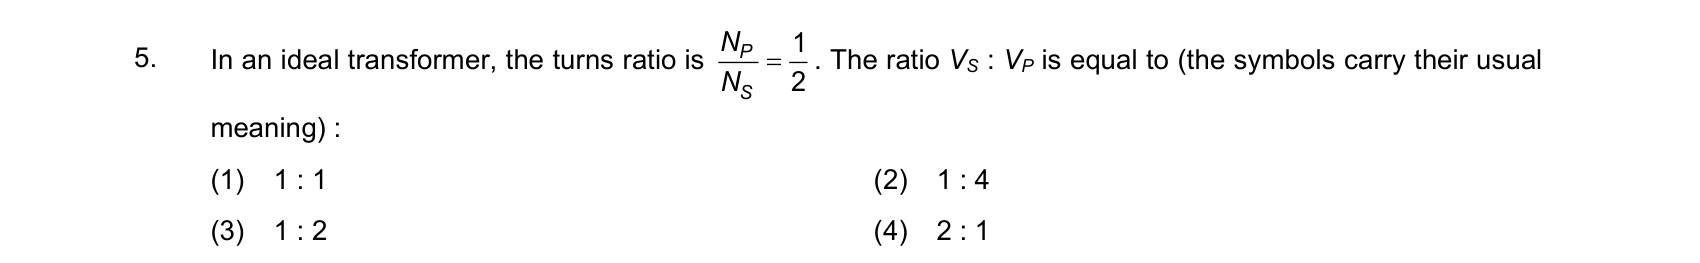 5. In an ideal transformer, the turns ratio is N_P/N_S = 1/2 . The ratio V_S : V_P is equal to (the symbols carry their usual
meaning) :
(1) 1 : 1 (2) 1 : 4
(3) 1 : 2 (4) 2 : 1